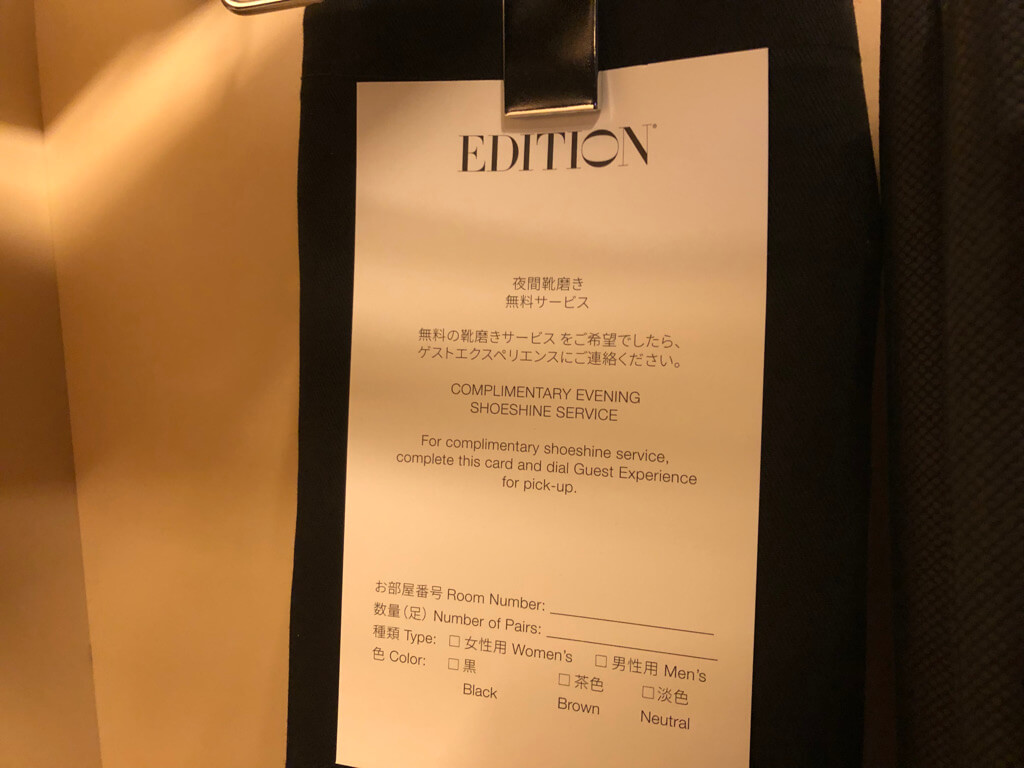 EDITION®
夜間靴磨き
無料サービス
無料の靴磨きサービス をご希望でしたら、
ゲストエクスペリエンスにご連絡ください。
COMPLIMENTARY EVENING
SHOESHINE SERVICE
For complimentary shoeshine service,
complete this card and dial Guest Experience
for pick-up.
お部屋番号 Room Number:
数量(足) Number of Pairs:
種類 Type: □ 女性用 Women's □ 男性用 Men's
色 Color: □ 黒 □ 茶色 □ 淡色
Black Brown Neutral